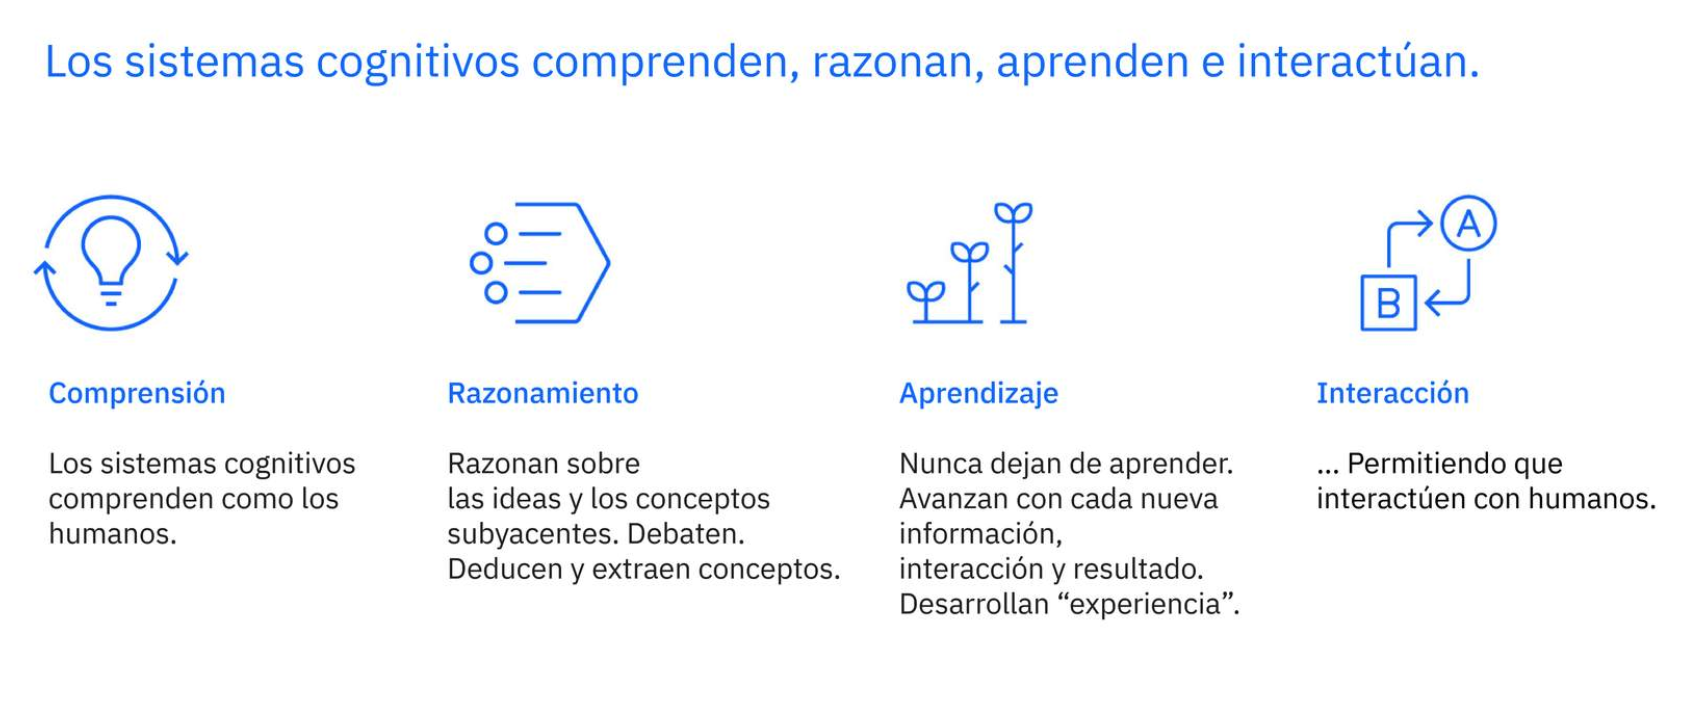 Los sistemas cognitivos comprenden, razonan, aprenden e interactúan.
A
B
Comprensión
Los sistemas cognitivos
comprenden como los
humanos.
Razonamiento
Razonan sobre
las ideas y los conceptos
subyacentes. Debaten.
Deducen y extraen conceptos.
Aprendizaje
Nunca dejan de aprender.
Avanzan con cada nueva
información,
interacción y resultado.
Desarrollan “experiencia”.
Interacción
... Permitiendo que
interactúen con humanos.